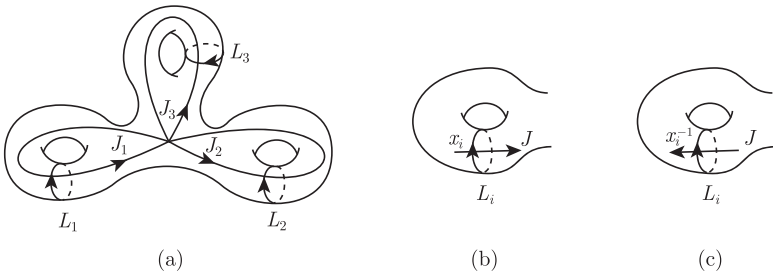 L₃
J₃
J₁
J₂
L₁
L₂
(a)
xᵢ
J
Lᵢ
(b)
xᵢ⁻¹
J
Lᵢ
(c)